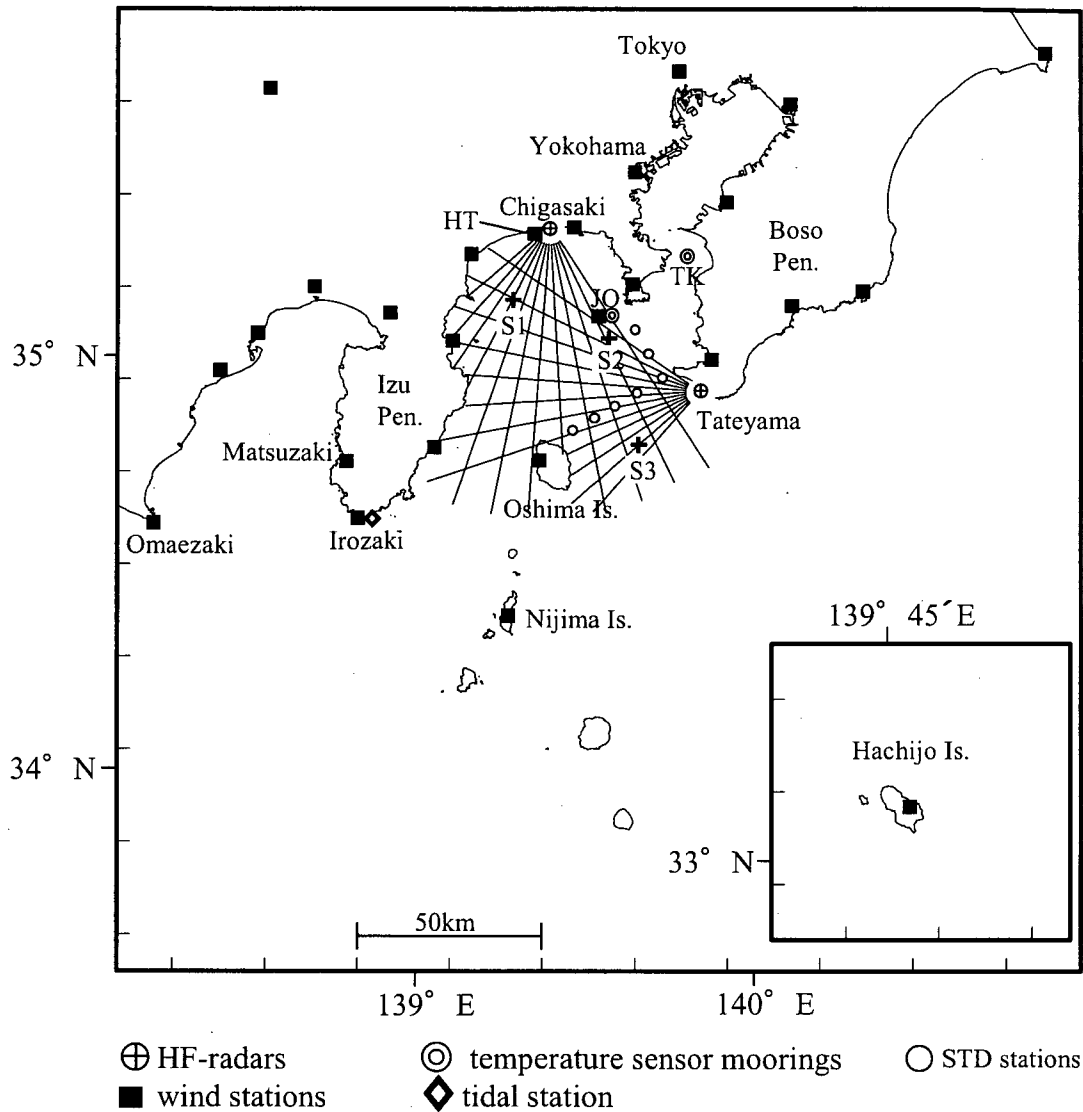 Tokyo
Yokohama
Chigasaki
HT
Boso
Pen.
TK
JO
S1
S2
35° N
Izu
Pen.
Tateyama
Matsuzaki
S3
Oshima Is.
Omaezaki
Irozaki
Nijima Is.
139° 45´E
Hachijo Is.
34° N
33° N
50km
139° E
140° E
HF-radars
temperature sensor moorings
STD stations
wind stations
tidal station